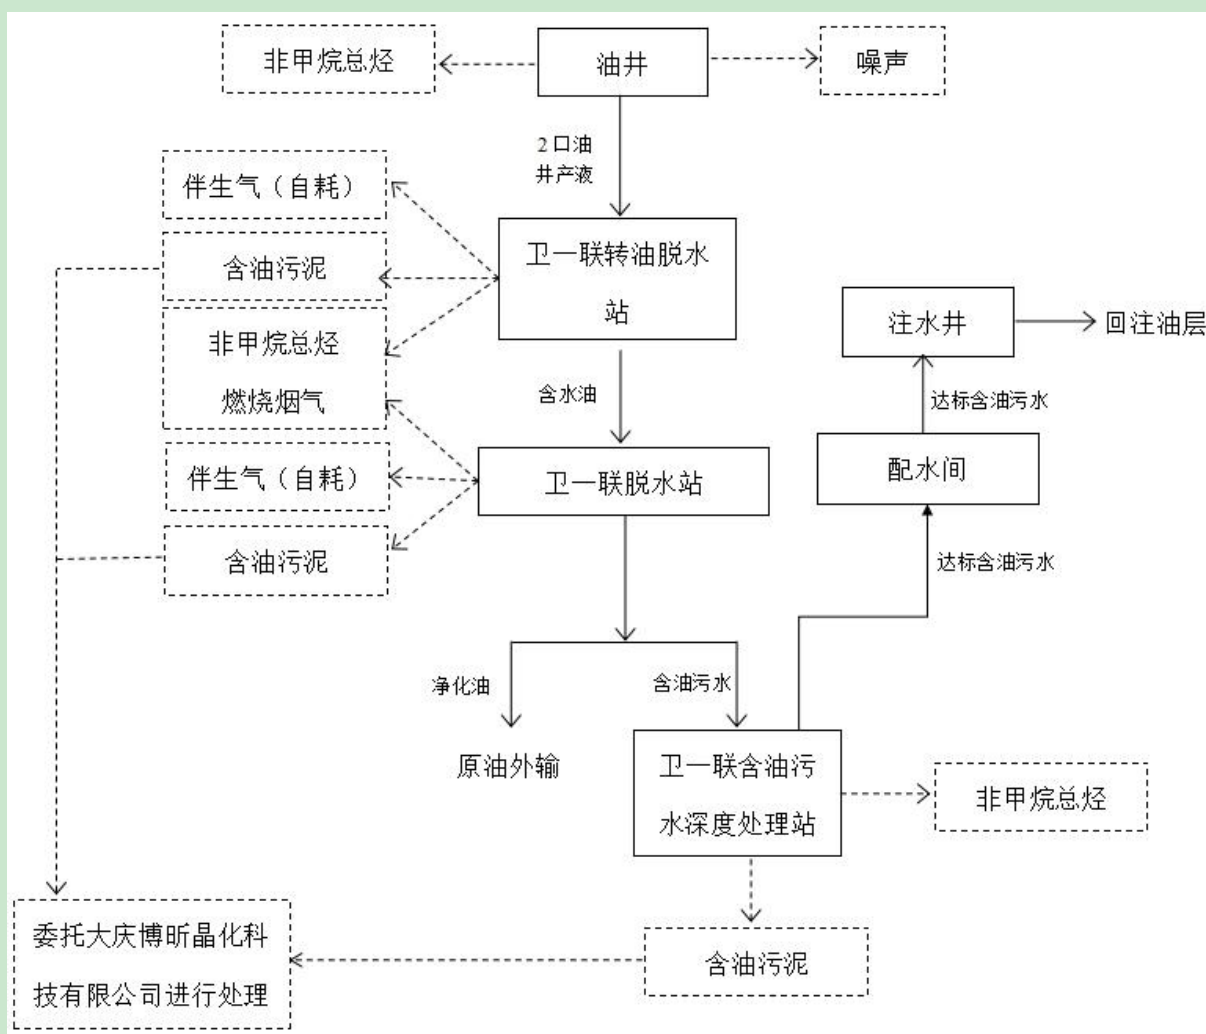 非甲烷总烃
油井
噪声
2口油
井产液
伴生气（自耗）
卫一联转油脱水
站
含油污泥
注水井
回注油层
非甲烷总烃
燃烧烟气
含水油
达标含油污水
伴生气（自耗）
卫一联脱水站
配水间
含油污泥
达标含油污水
净化油
含油污水
原油外输
卫一联含油污
水深度处理站
非甲烷总烃
委托大庆博昕晶化科
技有限公司进行处理
含油污泥